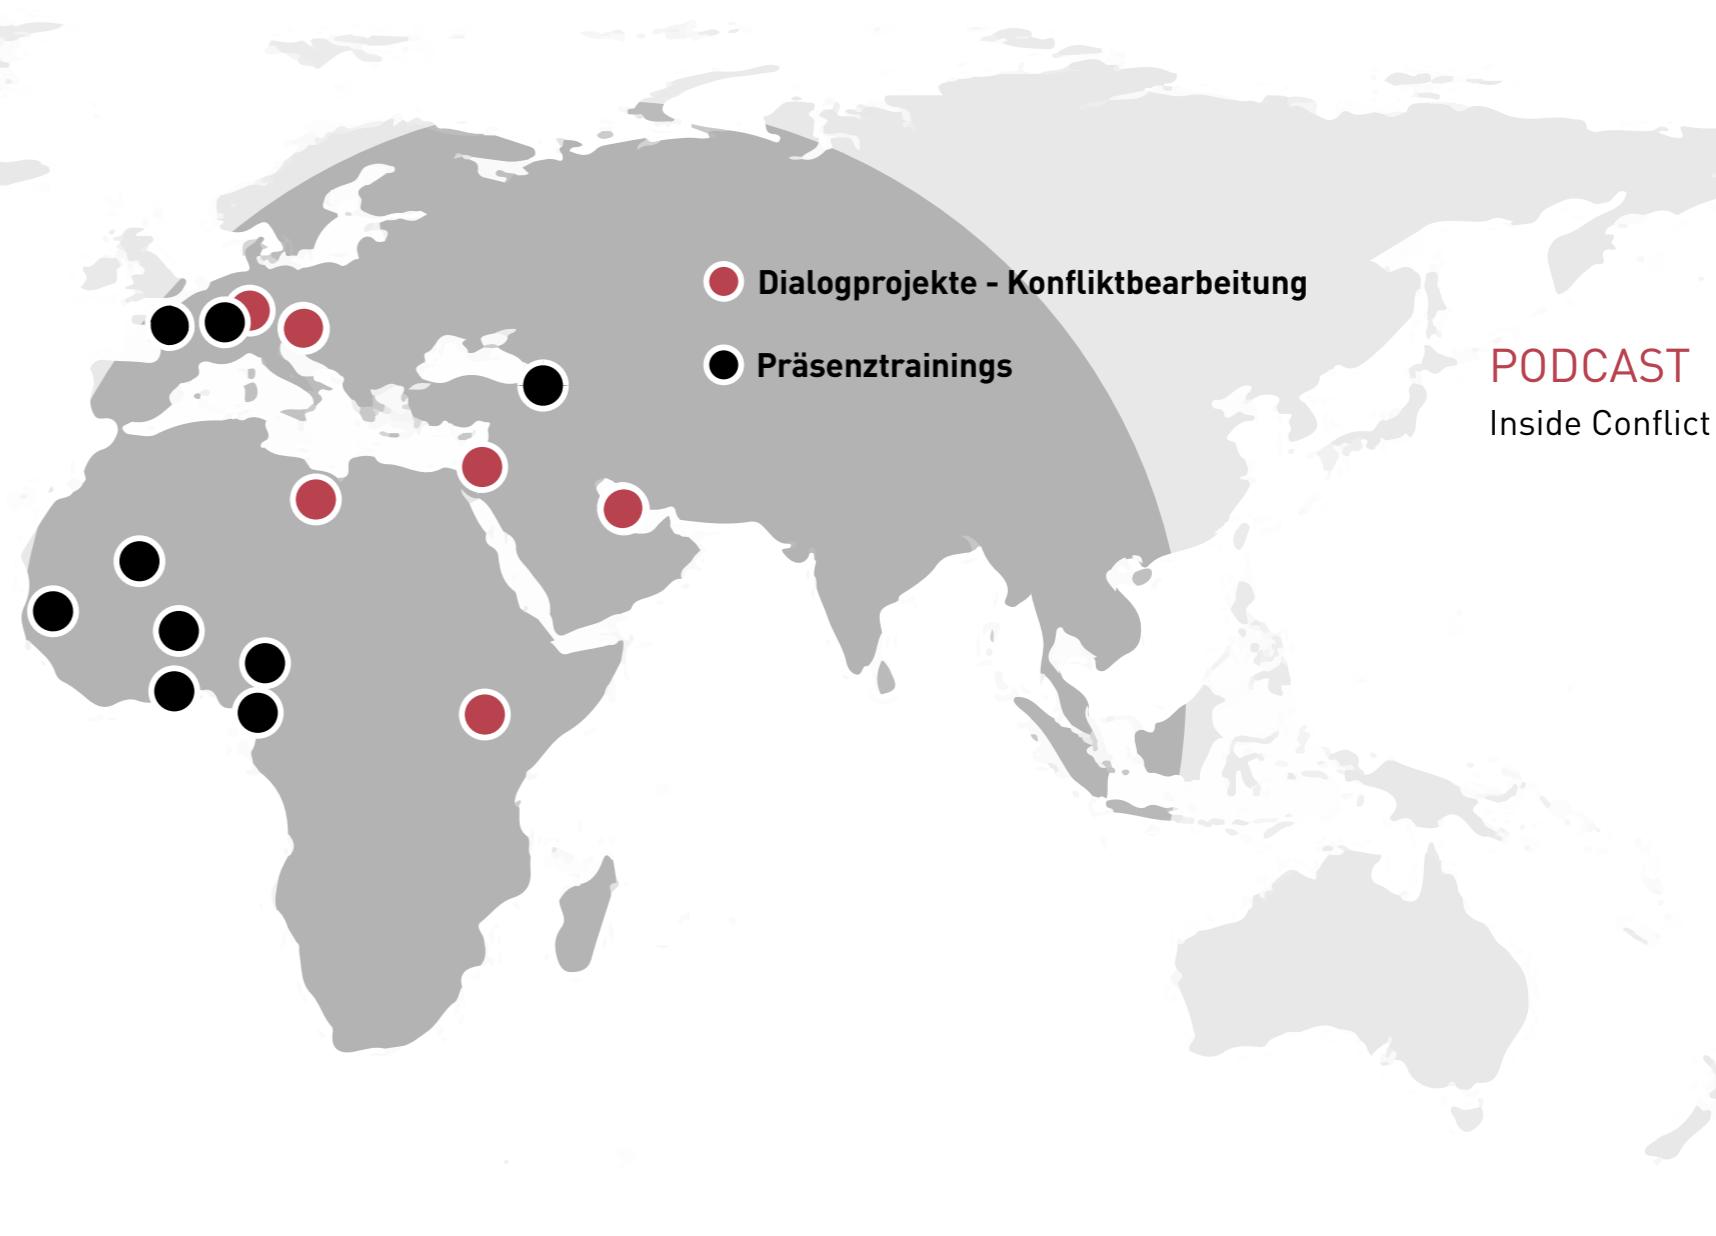 Dialogprojekte - Konfliktbearbeitung
Präsenztrainings
PODCAST
Inside Conflict